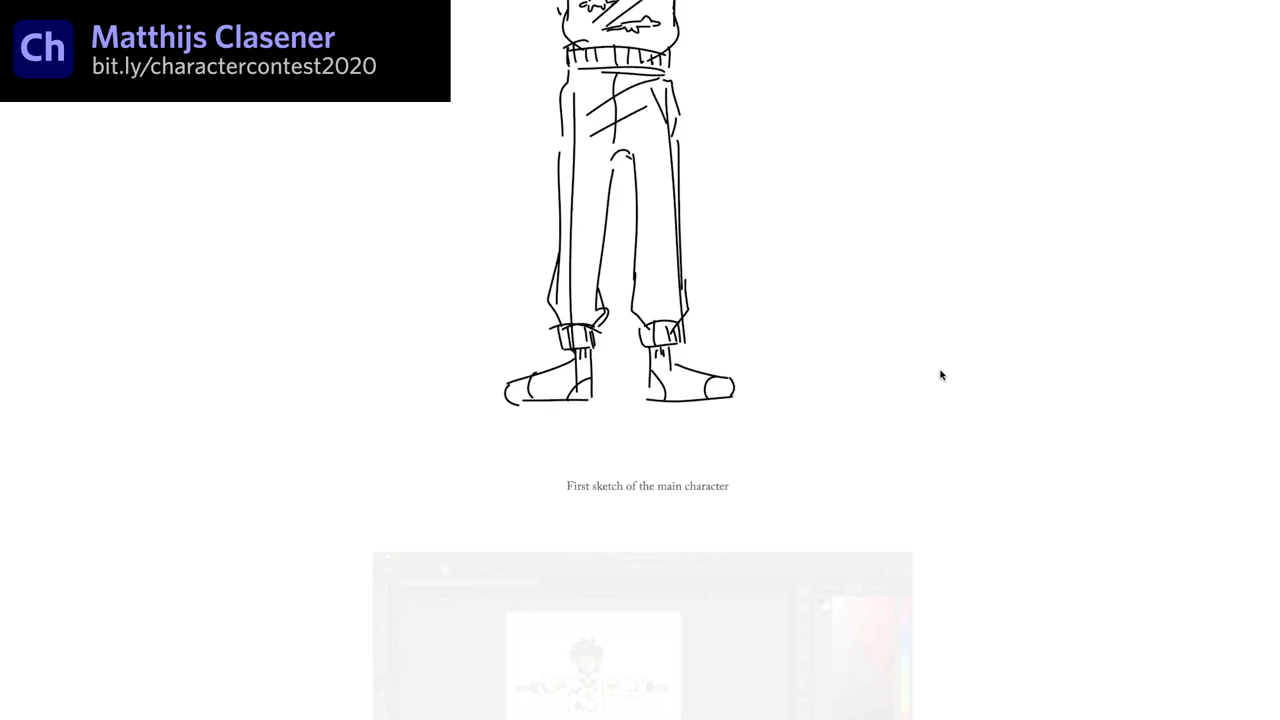 Ch
Matthijs Clasener
bit.ly/charactercontest2020
First sketch of the main character